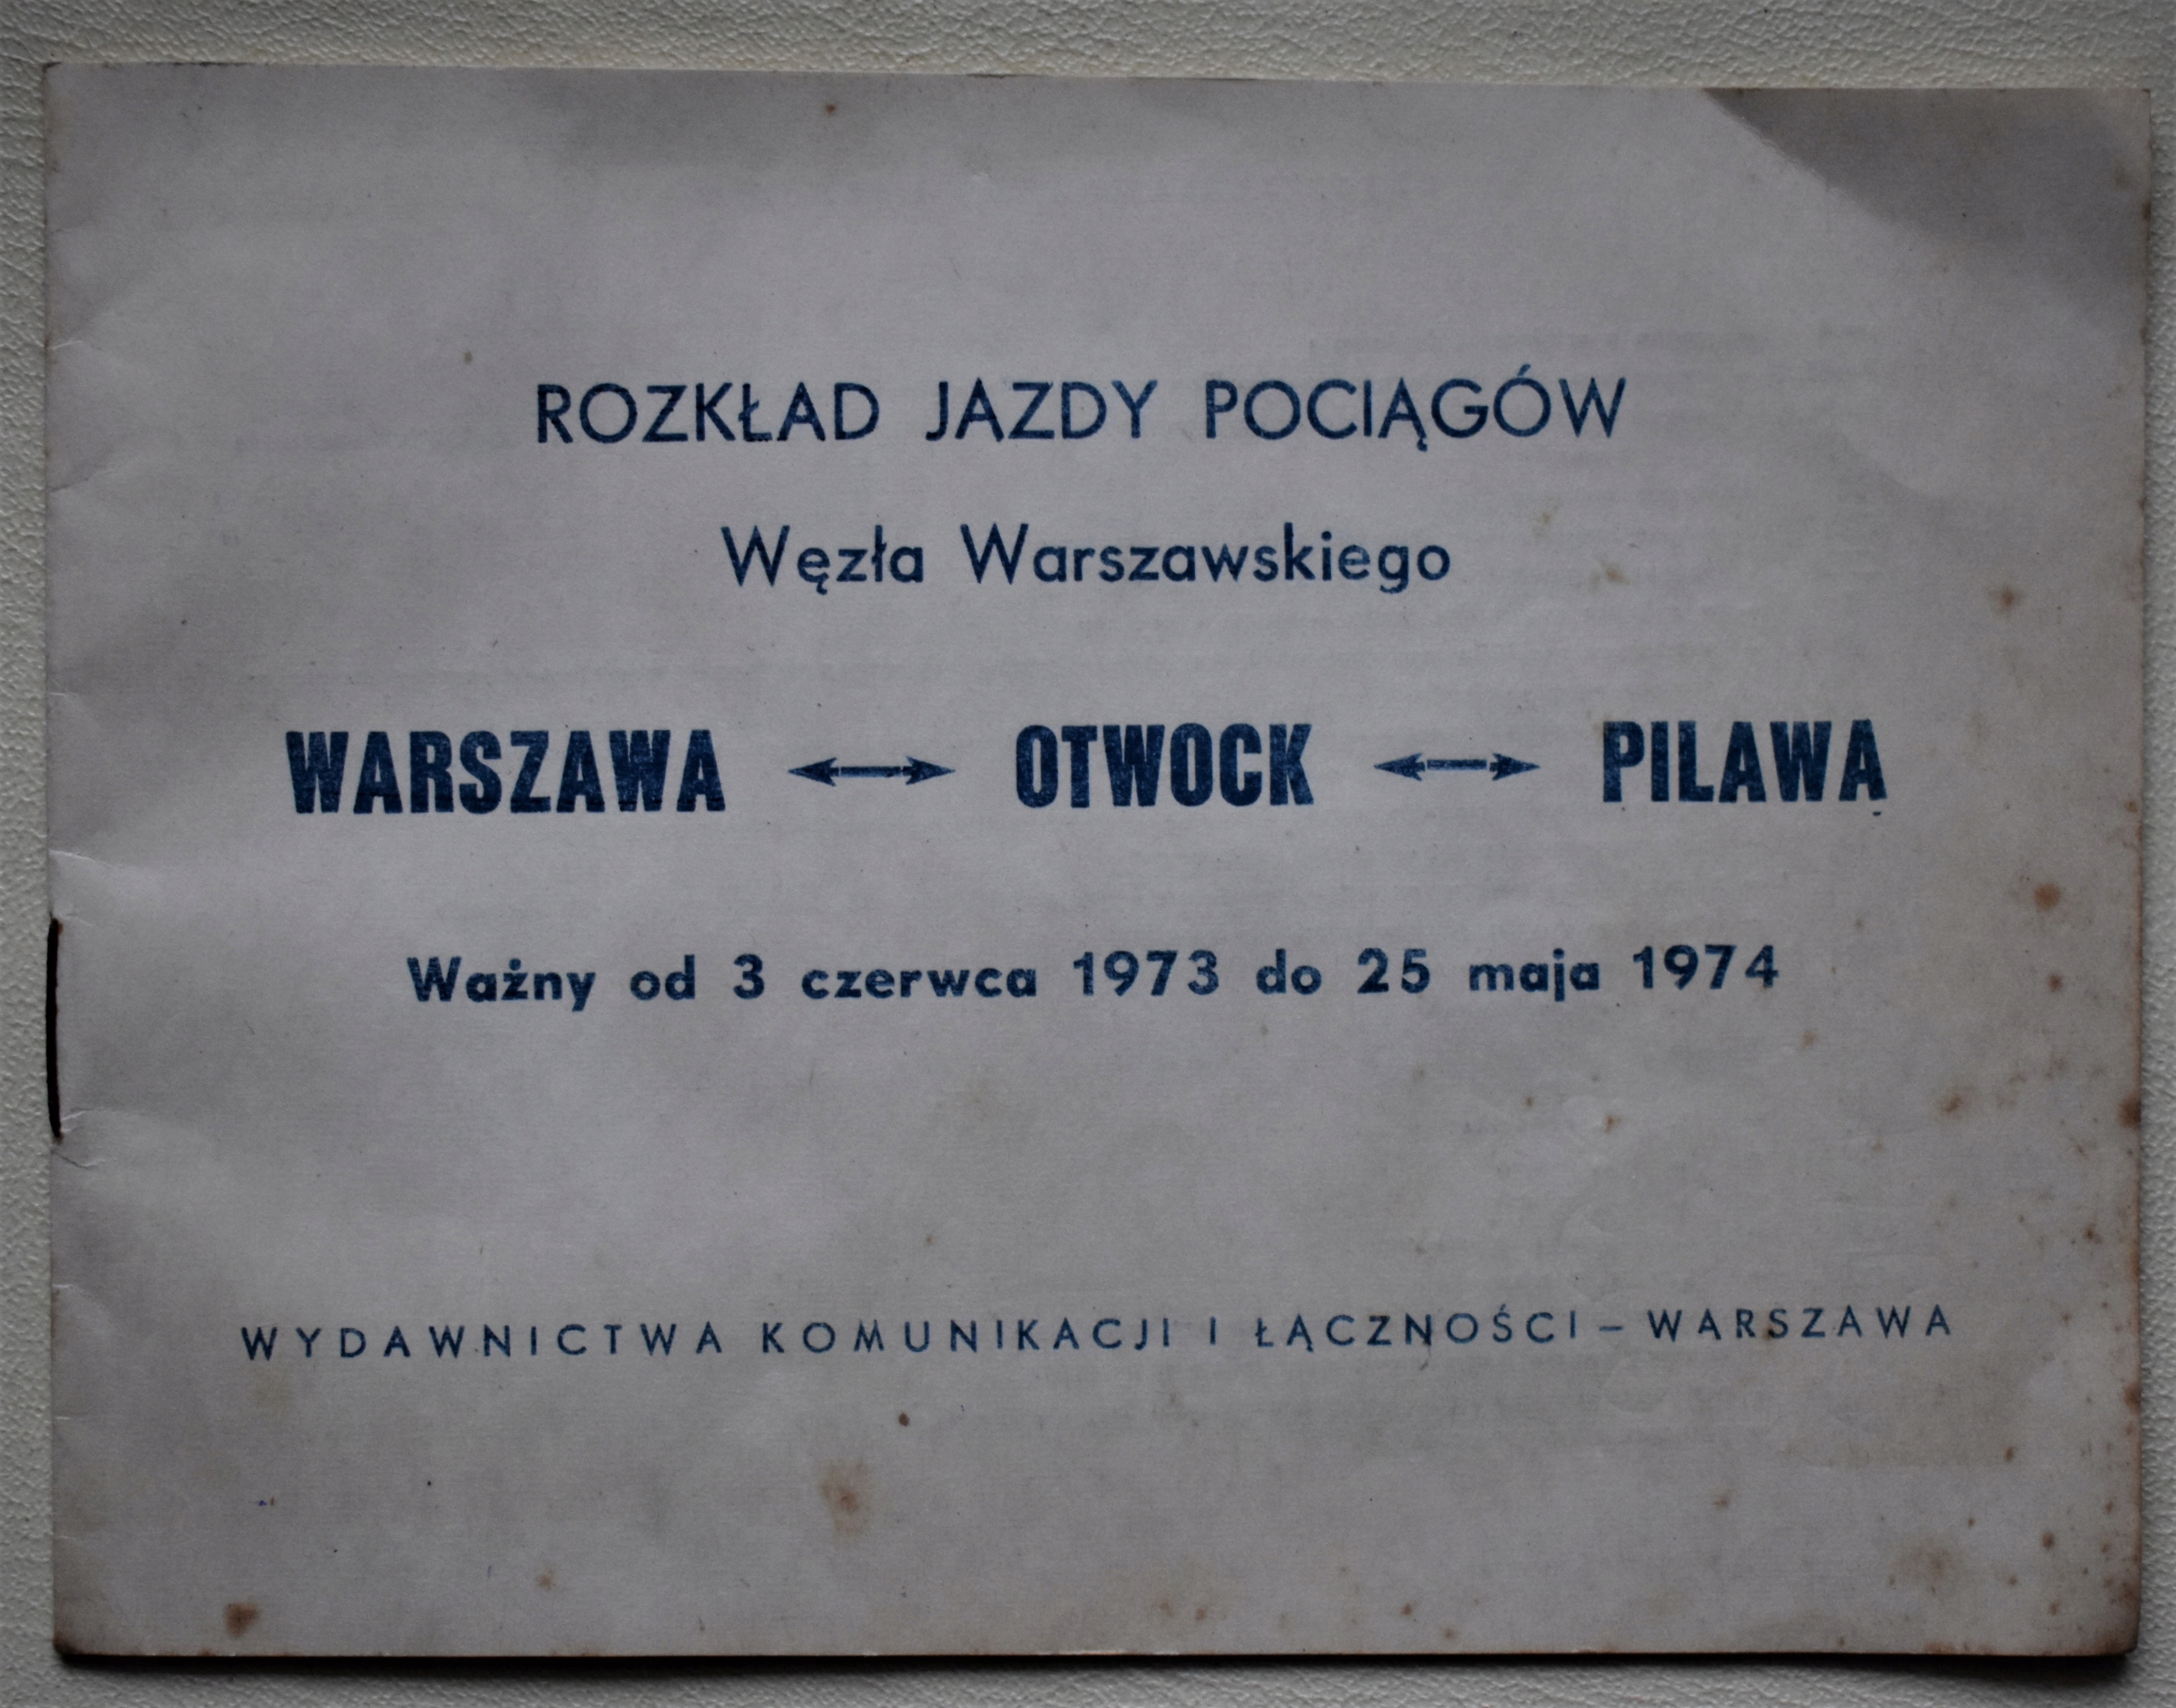 ROZKŁAD JAZDY POCIĄGÓW
Węzła Warszawskiego
WARSZAWA ↔ OTWOCK ↔ PILAWA
Ważny od 3 czerwca 1973 do 25 maja 1974
WYDAWNICTWA KOMUNIKACJI I ŁĄCZNOŚCI – WARSZAWA